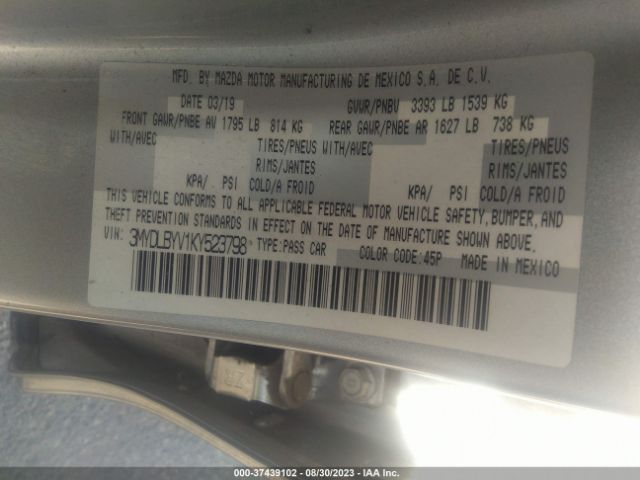 MFD. BY MAZDA MOTOR MANUFACTURING DE MEXICO S.A. DE C.V.
DATE 03/19 GVWR/PNBV 3393 LB 1539 KG
FRONT GAWR/PNBE AV 1795 LB 814 KG REAR GAWR/PNBE AR 1627 LB 738 KG
WITH/AVEC TIRES/PNEUS WITH/AVEC TIRES/PNEUS
RIMS/JANTES RIMS/JANTES
KPA/ PSI COLD/A FROID KPA/ PSI COLD/A FROID
THIS VEHICLE CONFORMS TO ALL APPLICABLE FEDERAL MOTOR VEHICLE SAFETY, BUMPER, AND
THEFT PREVENTION STANDARDS IN EFFECT ON THE DATE OF MANUFACTURE SHOWN ABOVE.
VIN: 3MYDLBYV1KY523798 TYPE:PASS CAR COLOR CODE:45P MADE IN MEXICO
ZR
000-37439102 - 08/30/2023 - IAA Inc.